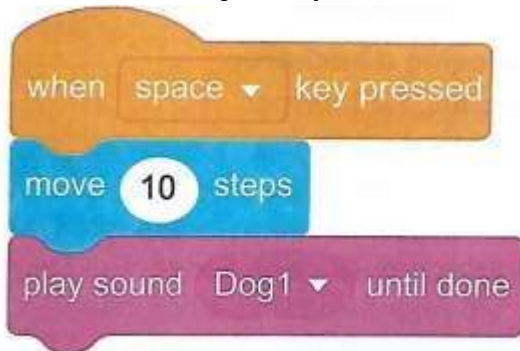 when space key pressed
move 10 steps
play sound Dog1 until done